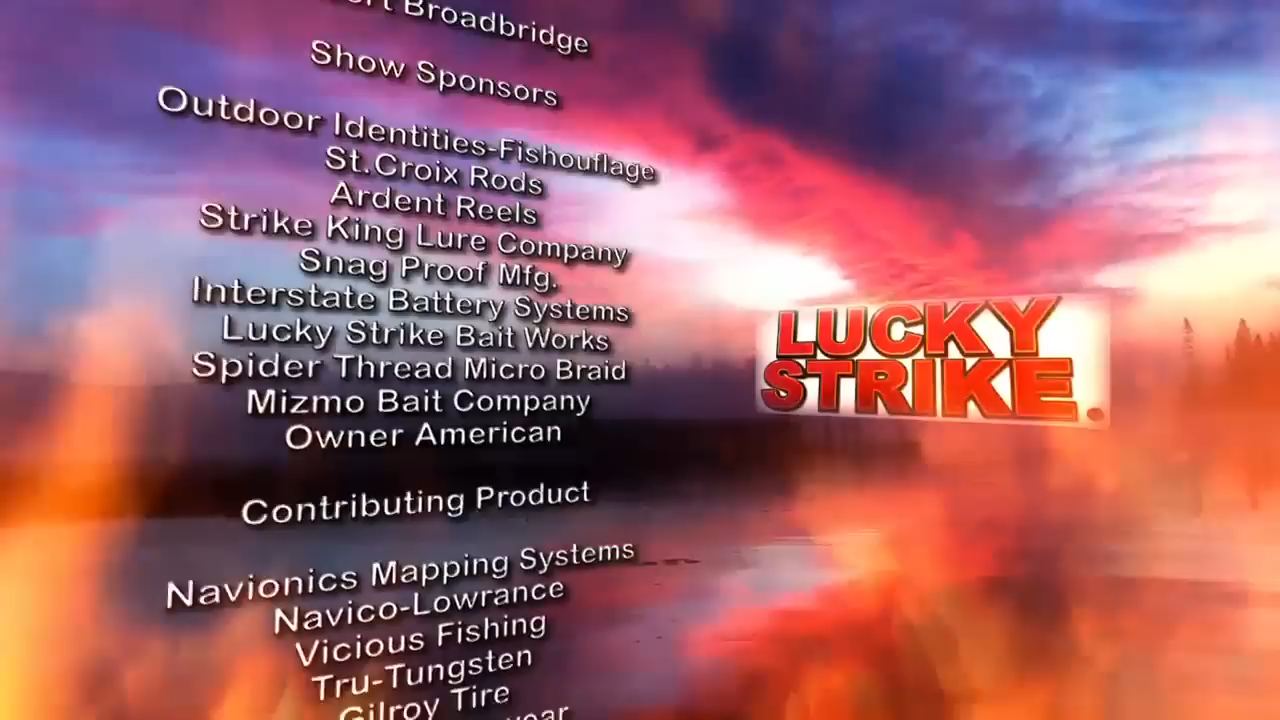 Broadbridge
Show Sponsors
Outdoor Identities-Fishouflage
St.Croix Rods
Ardent Reels
Strike King Lure Company
Snag Proof Mfg.
Interstate Battery Systems
Lucky Strike Bait Works
Spider Thread Micro Braid
Mizmo Bait Company
Owner American
Contributing Product
Navionics Mapping Systems
Navico-Lowrance
Vicious Fishing
Tru-Tungsten
Gilroy Tire
LUCKY
STRIKE